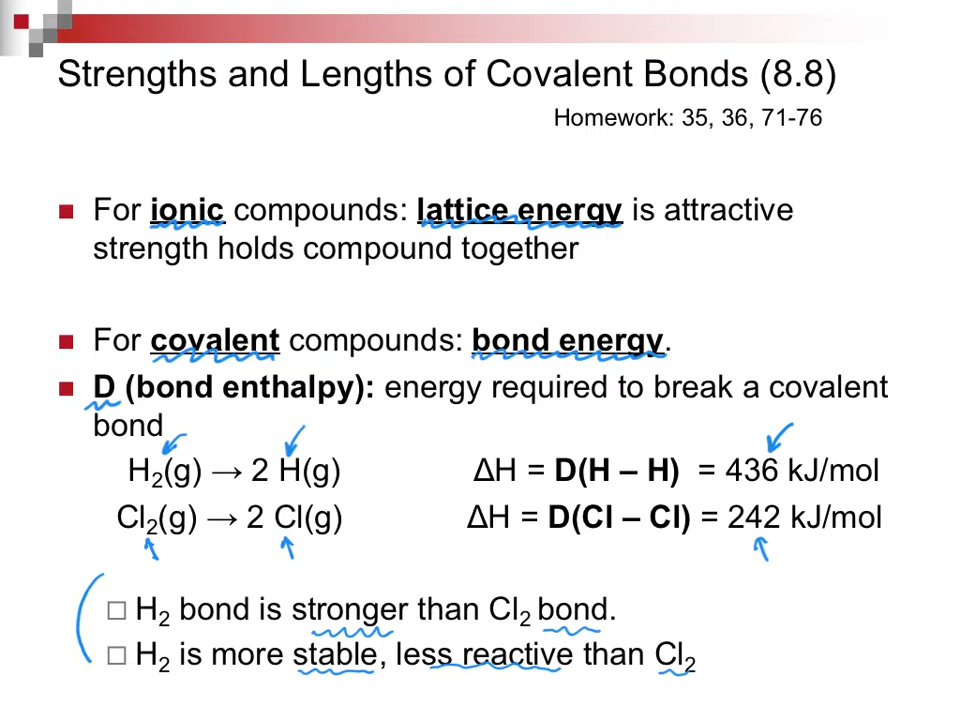 Strengths and Lengths of Covalent Bonds (8.8)
Homework: 35, 36, 71-76
For ionic compounds: lattice energy is attractive
strength holds compound together
For covalent compounds: bond energy.
D (bond enthalpy): energy required to break a covalent
bond
H₂(g) → 2 H(g) ΔH = D(H – H) = 436 kJ/mol
Cl₂(g) → 2 Cl(g) ΔH = D(Cl – Cl) = 242 kJ/mol
H₂ bond is stronger than Cl₂ bond.
H₂ is more stable, less reactive than Cl₂